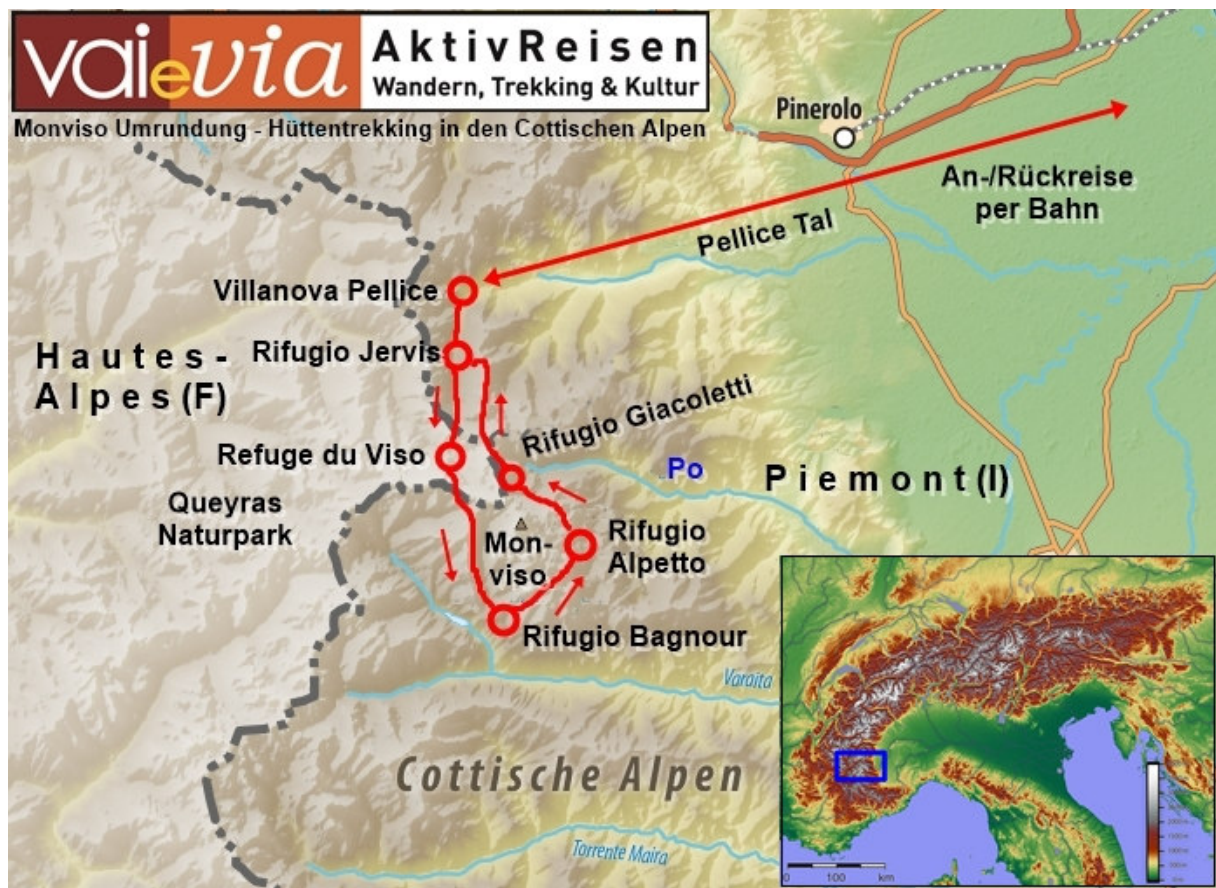 vai e via
AktivReisen
Wandern, Trekking & Kultur
Monviso Umrundung - Hüttentrekking in den Cottischen Alpen
Pinerolo
An-/Rückreise
per Bahn
Pellice Tal
Villanova Pellice
Hautes-
Alpes (F)
Rifugio Jervis
Rifugio Giacoletti
Refuge du Viso
Po
Piemont (I)
Queyras
Naturpark
Mon-
viso
Rifugio
Alpetto
Rifugio Bagnour
Varaita
Cottische Alpen
Torrente Maira
0 100 km